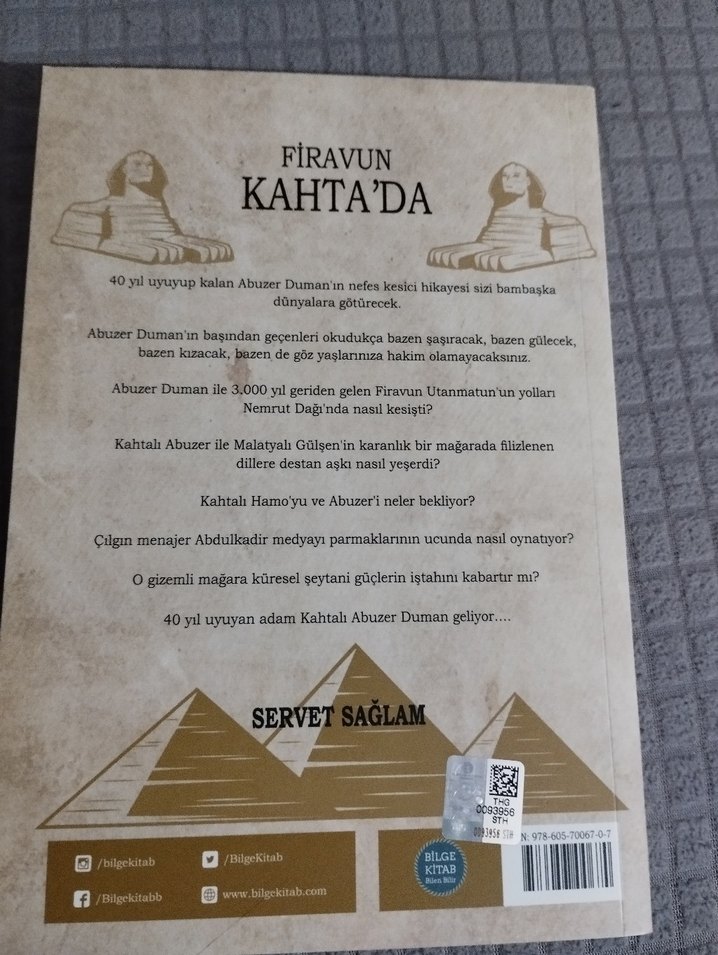 FİRAVUN
KAHTA'DA
40 yıl uyuyup kalan Abuzer Duman'ın nefes kesici hikayesi sizi bambaşka
dünyalara götürecek.
Abuzer Duman'ın başından geçenleri okudukça bazen şaşıracak, bazen gülecek,
bazen kızacak, bazen de göz yaşlarınıza hakim olamayacaksınız.
Abuzer Duman ile 3.000 yıl geriden gelen Firavun Utanmatun'un yolları
Nemrut Dağı'nda nasıl kesişti?
Kahtalı Abuzer ile Malatyalı Gülşen'in karanlık bir mağarada filizlenen
dillere destan aşkı nasıl yeşerdi?
Kahtalı Hamo'yu ve Abuzer'i neler bekliyor?
Çılgın menajer Abdulkadir medyayı parmaklarının ucunda nasıl oynatıyor?
O gizemli mağara küresel şeytani güçlerin iştahını kabartır mı?
40 yıl uyuyan adam Kahtalı Abuzer Duman geliyor....
SERVET SAĞLAM
THG
0093956
STH
0093956 STH
N: 978-605-70067-0-7
/bilgekitab
/BilgeKitab
/Bilgekitabb
www.bilgekitab.com
BİLGE
KİTAB
Bilen Bilir